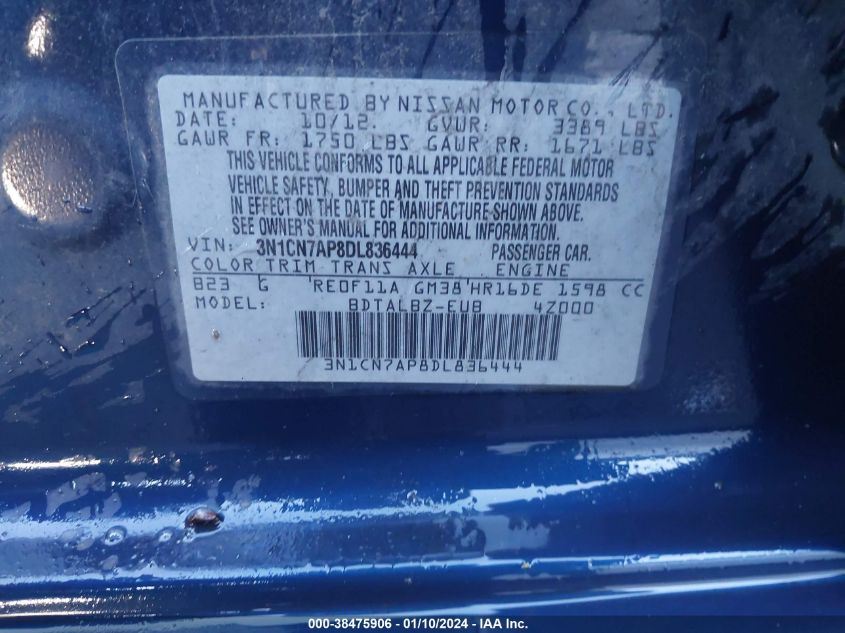 MANUFACTURED BY NISSAN MOTOR CO., LTD.
DATE: 10/12. GVWR: 3389 LBS
GAWR FR: 1750 LBS GAWR RR: 1671 LBS
THIS VEHICLE CONFORMS TO ALL APPLICABLE FEDERAL MOTOR
VEHICLE SAFETY, BUMPER AND THEFT PREVENTION STANDARDS
IN EFFECT ON THE DATE OF MANUFACTURE SHOWN ABOVE.
SEE OWNER'S MANUAL FOR ADDITIONAL INFORMATION.
VIN: 3N1CN7AP8DL836444 PASSENGER CAR.
COLOR TRIM TRANS AXLE ENGINE
B23 G 'RE0F11A GM38'HR16DE 1598 CC
MODEL: BDTALBZ-EUB 4Z000
3N1CN7AP8DL836444
000-38475906 - 01/10/2024 - IAA Inc.